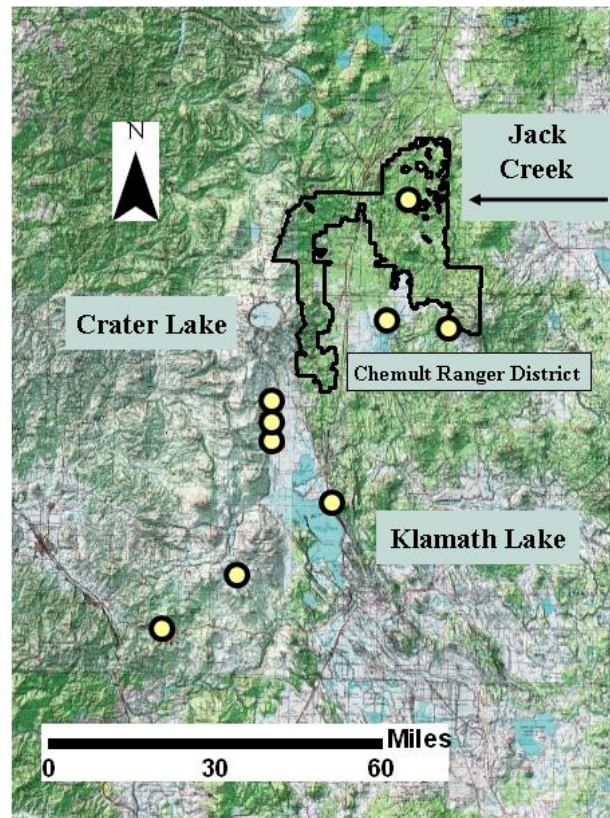 N
Jack
Creek
Crater Lake
Chemult Ranger District
Klamath Lake
Miles
0 30 60